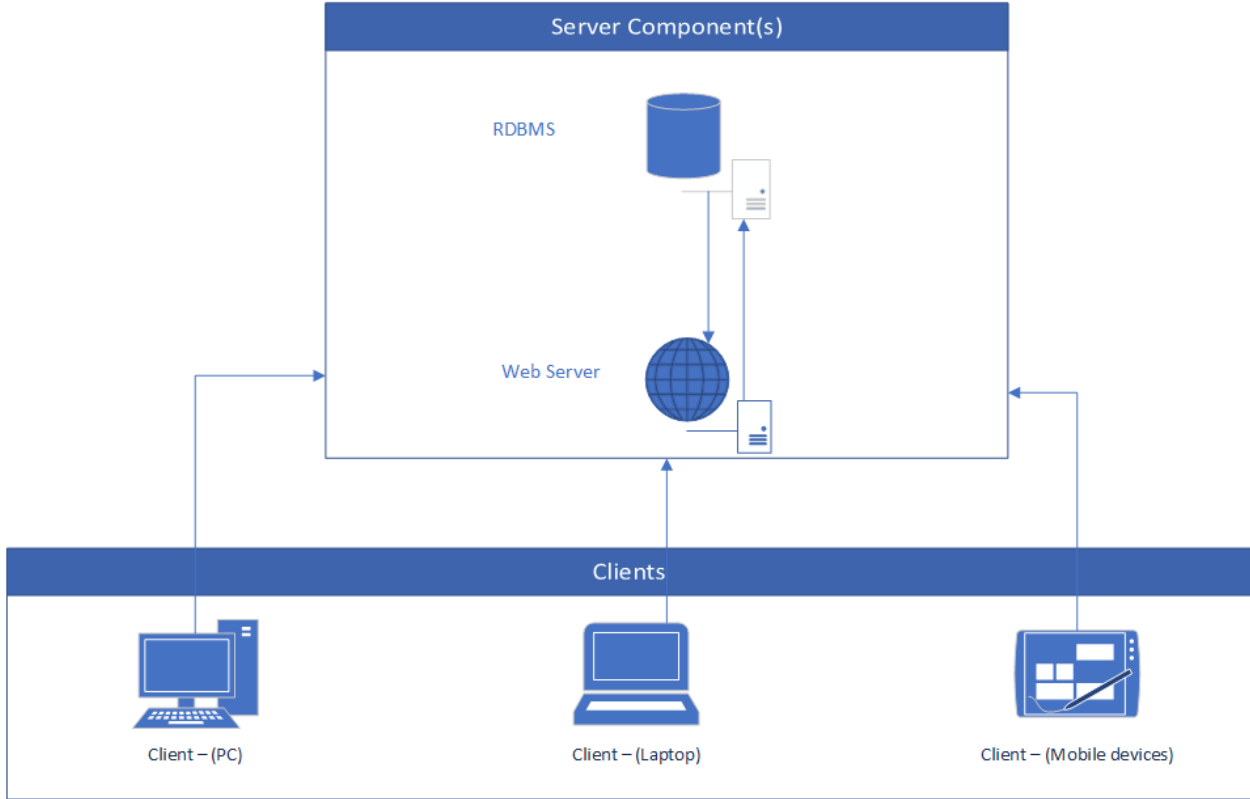 Server Component(s)
RDBMS
Web Server
Clients
Client – (PC)
Client – (Laptop)
Client – (Mobile devices)